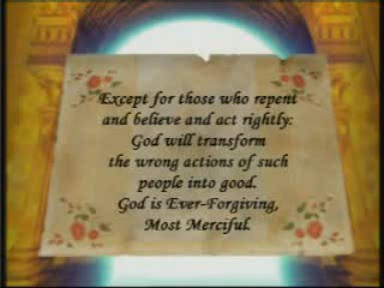 Except for those who repent
and believe and act rightly:
God will transform
the wrong actions of such
people into good.
God is Ever-Forgiving,
Most Merciful.